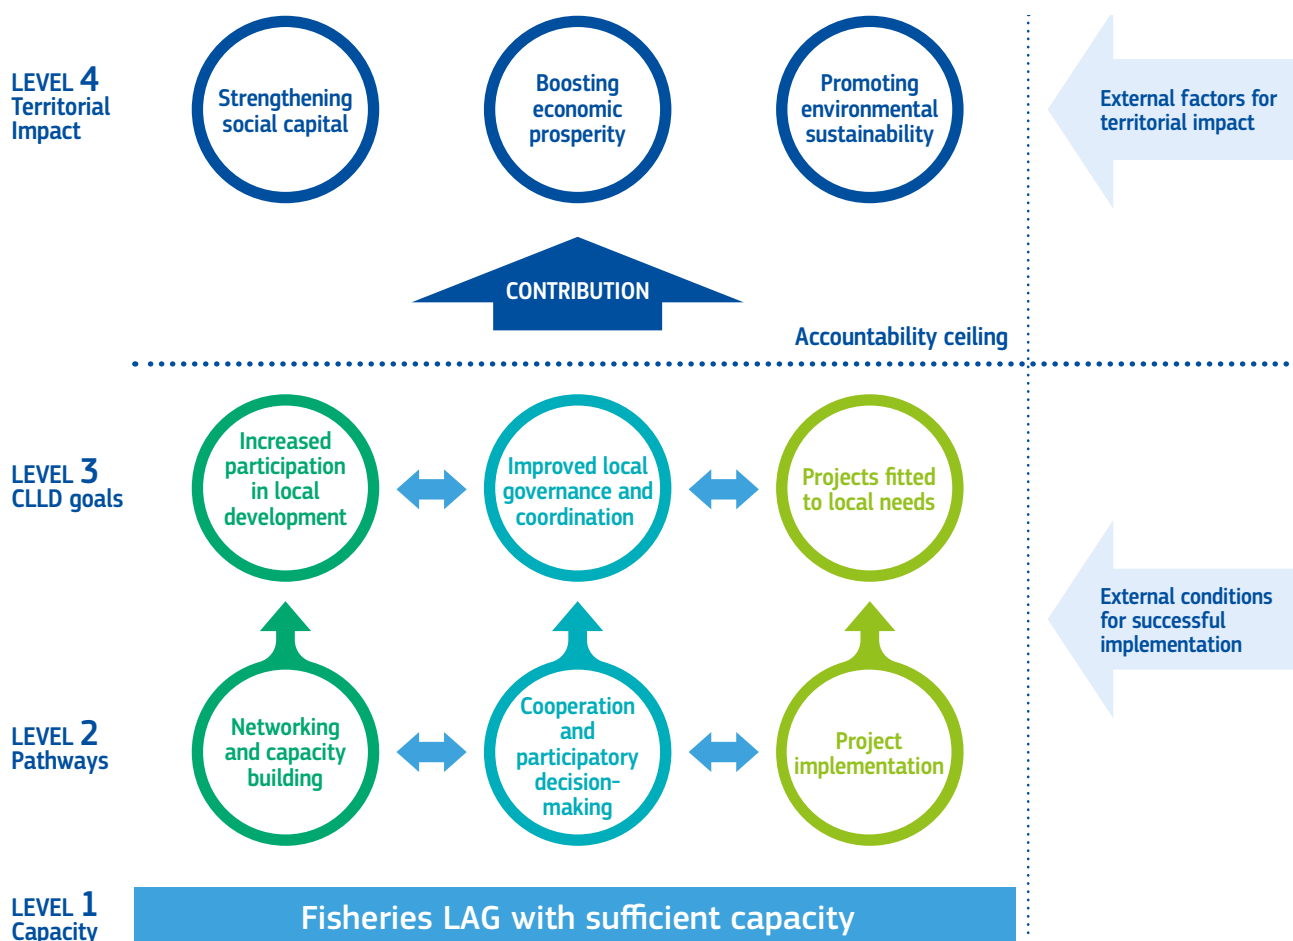 LEVEL 4
Territorial
Impact
Strengthening
social capital
Boosting
economic
prosperity
Promoting
environmental
sustainability
External factors for
territorial impact
CONTRIBUTION
Accountability ceiling
LEVEL 3
CLLD goals
Increased
participation
in local
development
Improved local
governance and
coordination
Projects fitted
to local needs
External conditions
for successful
implementation
LEVEL 2
Pathways
Networking
and capacity
building
Cooperation
and
participatory
decision-
making
Project
implementation
LEVEL 1
Capacity
Fisheries LAG with sufficient capacity